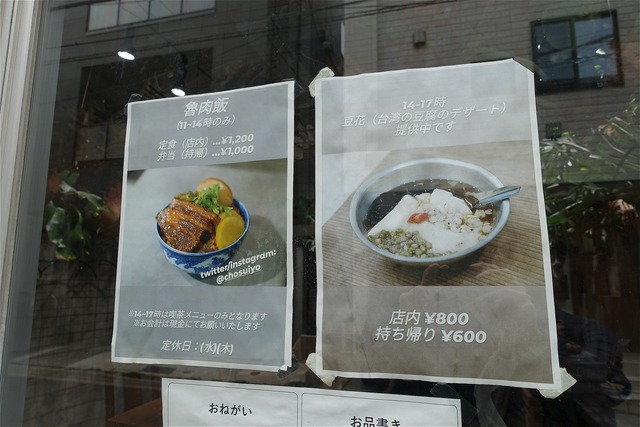 魯肉飯
(11-14時のみ)
定食（店内）...¥1,200
弁当（持帰）...¥1,000
twitter/instagram:
@chosuiyo
※14-17時は喫茶メニューのみとなります
※お会計は現金にてお願いいたします
定休日：(水)(木)
14-17時
豆花（台湾の豆腐のデザート）
提供中です
店内 ¥800
持ち帰り ¥600
おねがい
お品書き